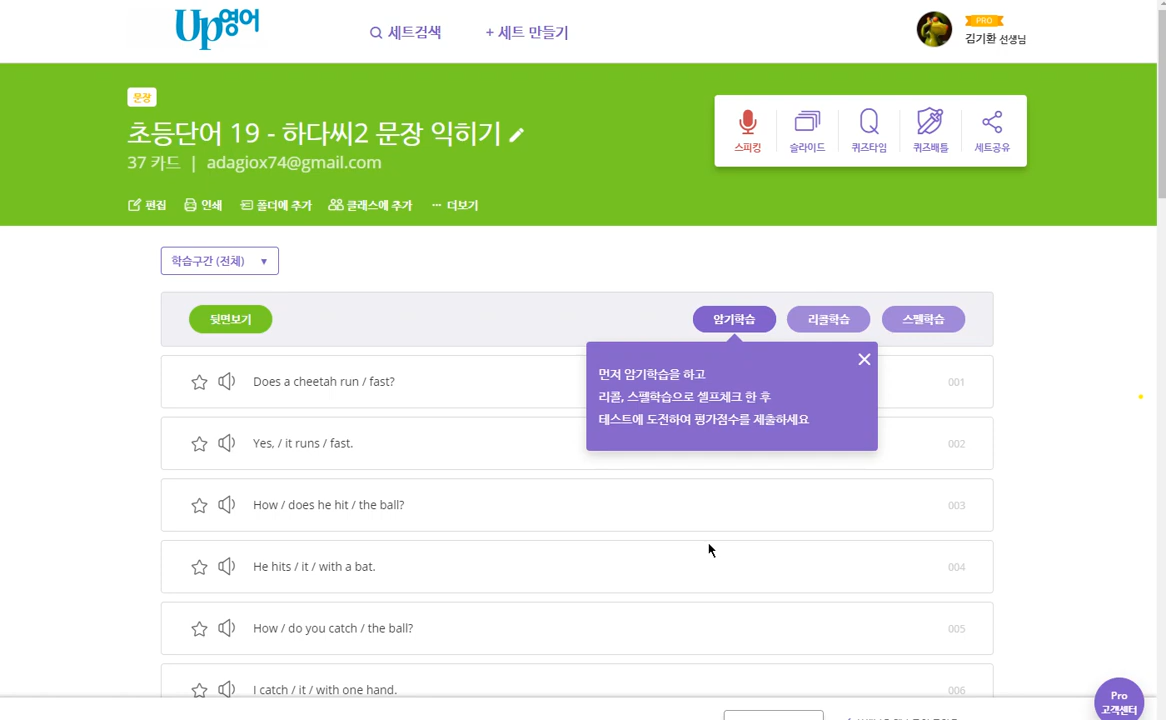 Up영어
세트검색
+ 세트 만들기
PRO
김기환 선생님
문장
초등단어 19 - 하다씨2 문장 익히기
37 카드 | adagiox74@gmail.com
스피킹
슬라이드
퀴즈타임
퀴즈배틀
세트공유
편집
인쇄
폴더에 추가
클래스에 추가
··· 더보기
학습구간 (전체) ▼
뒷면보기
암기학습
리콜학습
스펠학습
먼저 암기학습을 하고
리콜, 스펠학습으로 셀프체크 한 후
테스트에 도전하여 평가점수를 제출하세요
Does a cheetah run / fast?
001
Yes, / it runs / fast.
002
How / does he hit / the ball?
003
He hits / it / with a bat.
004
How / do you catch / the ball?
005
I catch / it / with one hand.
006
Pro
고객센터